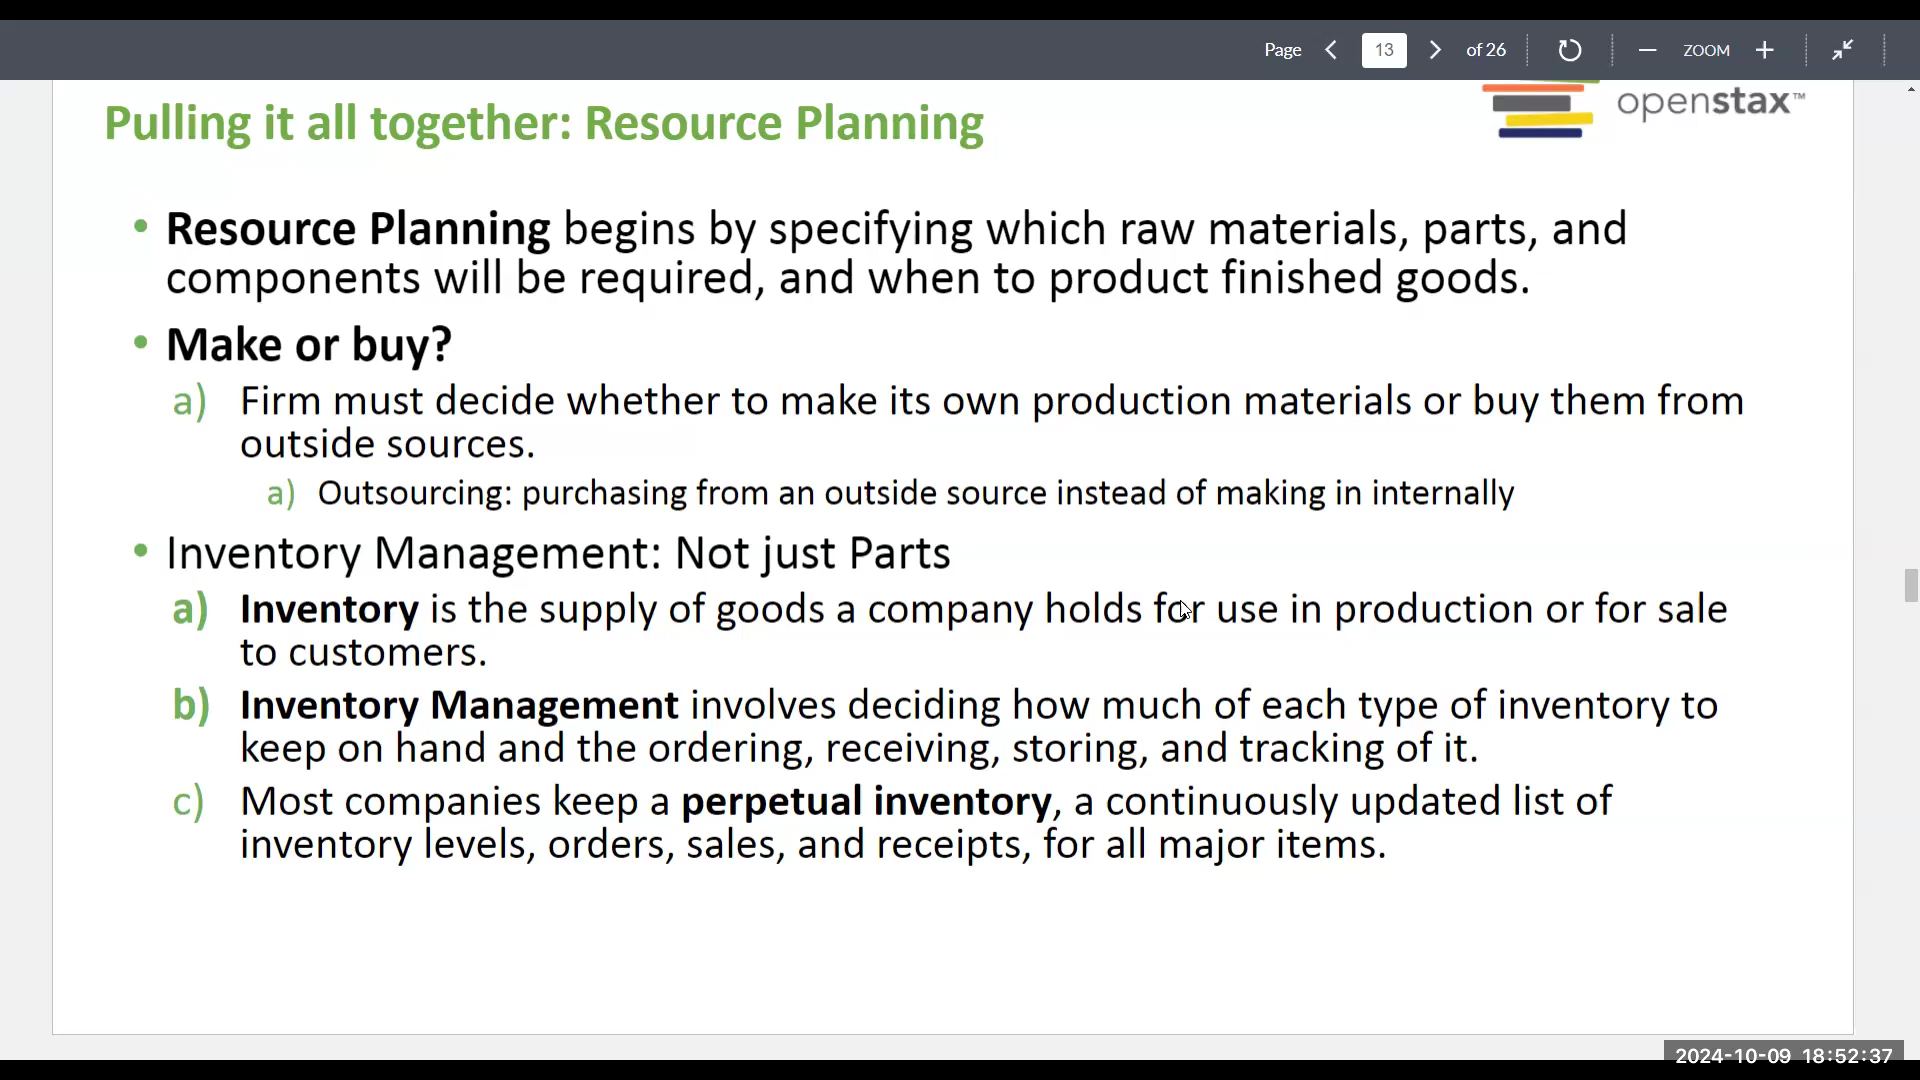 Page 13 of 26 ZOOM
Pulling it all together: Resource Planning
openstax™
• Resource Planning begins by specifying which raw materials, parts, and
components will be required, and when to product finished goods.
• Make or buy?
a) Firm must decide whether to make its own production materials or buy them from
outside sources.
a) Outsourcing: purchasing from an outside source instead of making in internally
• Inventory Management: Not just Parts
a) Inventory is the supply of goods a company holds for use in production or for sale
to customers.
b) Inventory Management involves deciding how much of each type of inventory to
keep on hand and the ordering, receiving, storing, and tracking of it.
c) Most companies keep a perpetual inventory, a continuously updated list of
inventory levels, orders, sales, and receipts, for all major items.
2024-10-09 18:52:37